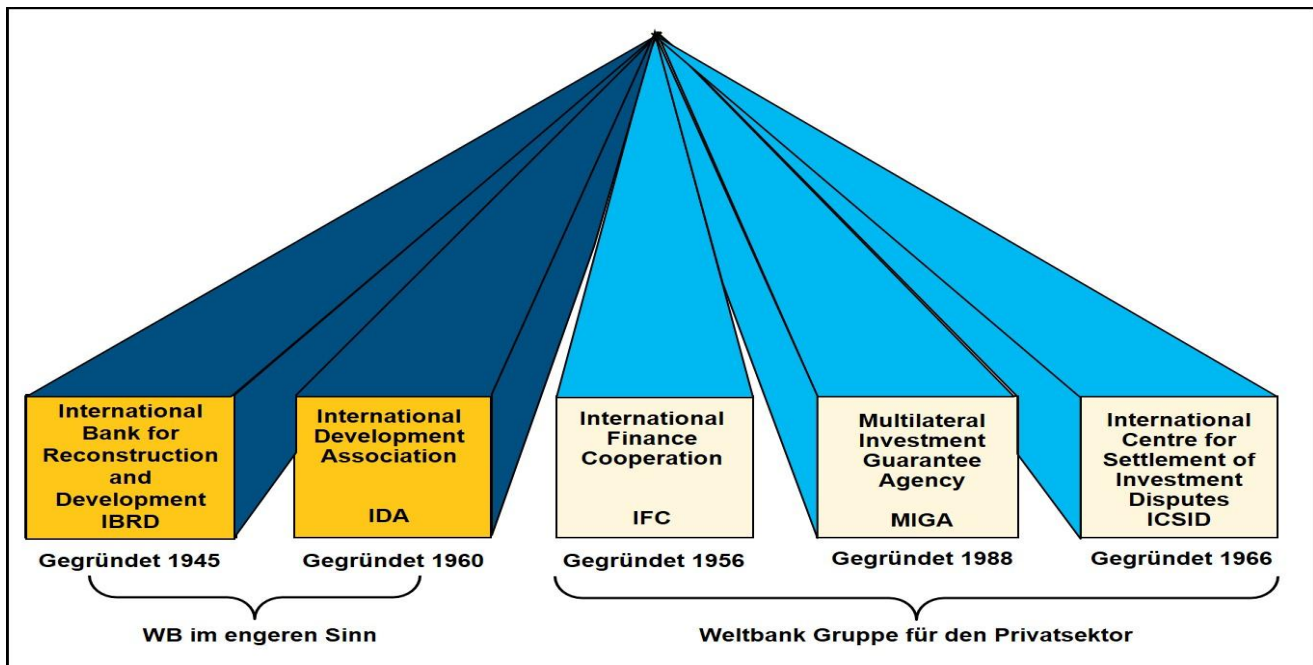 International
Bank for
Reconstruction
and
Development
IBRD
Gegründet 1945
International
Development
Association
IDA
Gegründet 1960
International
Finance
Cooperation
IFC
Gegründet 1956
Multilateral
Investment
Guarantee
Agency
MIGA
Gegründet 1988
International
Centre for
Settlement of
Investment
Disputes
ICSID
Gegründet 1966
WB im engeren Sinn
Weltbank Gruppe für den Privatsektor